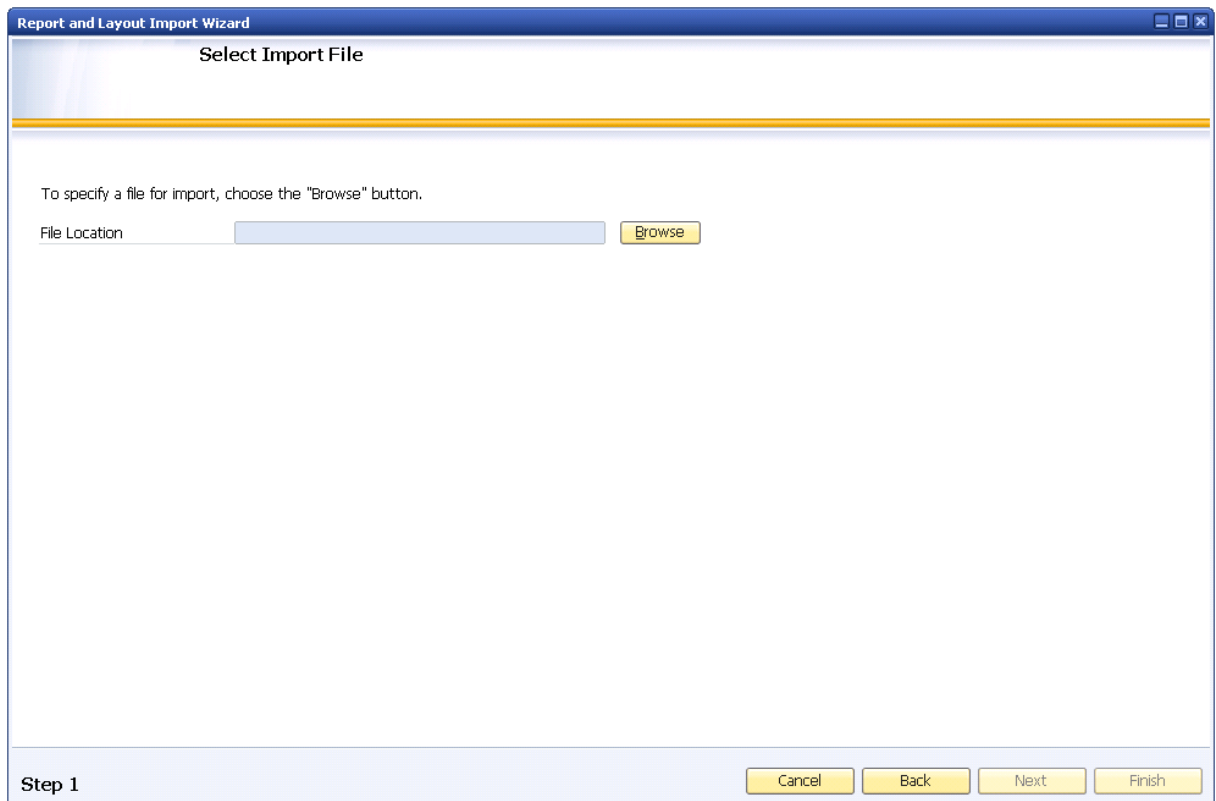 Report and Layout Import Wizard
Select Import File
To specify a file for import, choose the "Browse" button.
File Location
Browse
Step 1
Cancel
Back
Next
Finish